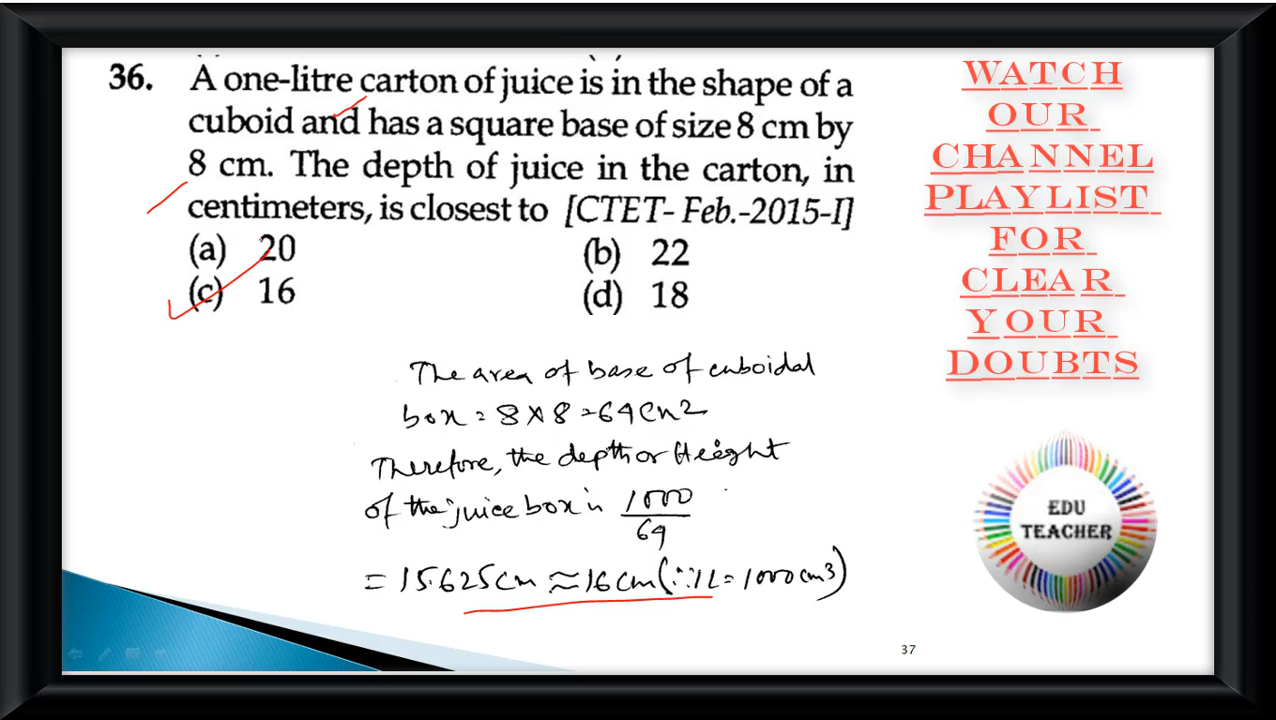 36. A one-litre carton of juice is in the shape of a
cuboid and has a square base of size 8 cm by
8 cm. The depth of juice in the carton, in
centimeters, is closest to [CTET- Feb.-2015-I]
(a) 20 (b) 22
(c) 16 (d) 18
The area of base of cuboidal
box = 8 X 8 = 64 cm2
Therefore, the depth or Height
of the juice box is 1000
64
= 15.625 cm ≈ 16 cm (∵ 1L = 1000 cm3)
WATCH
OUR
CHANNEL
PLAYLIST
FOR
CLEAR
YOUR
DOUBTS
EDU
TEACHER
37